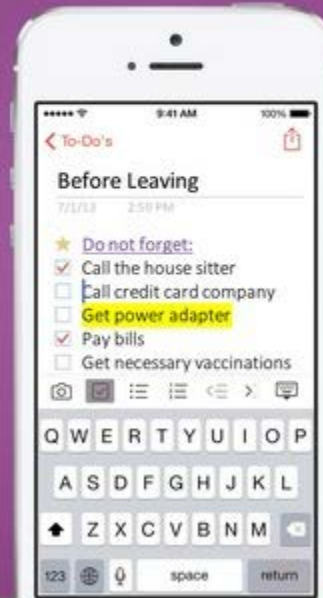 9:41 AM 100%
To-Do's
Before Leaving
7/1/13 2:50 PM
Do not forget:
Call the house sitter
Call credit card company
Get power adapter
Pay bills
Get necessary vaccinations
Q W E R T Y U I O P
A S D F G H J K L
Z X C V B N M
123 space return